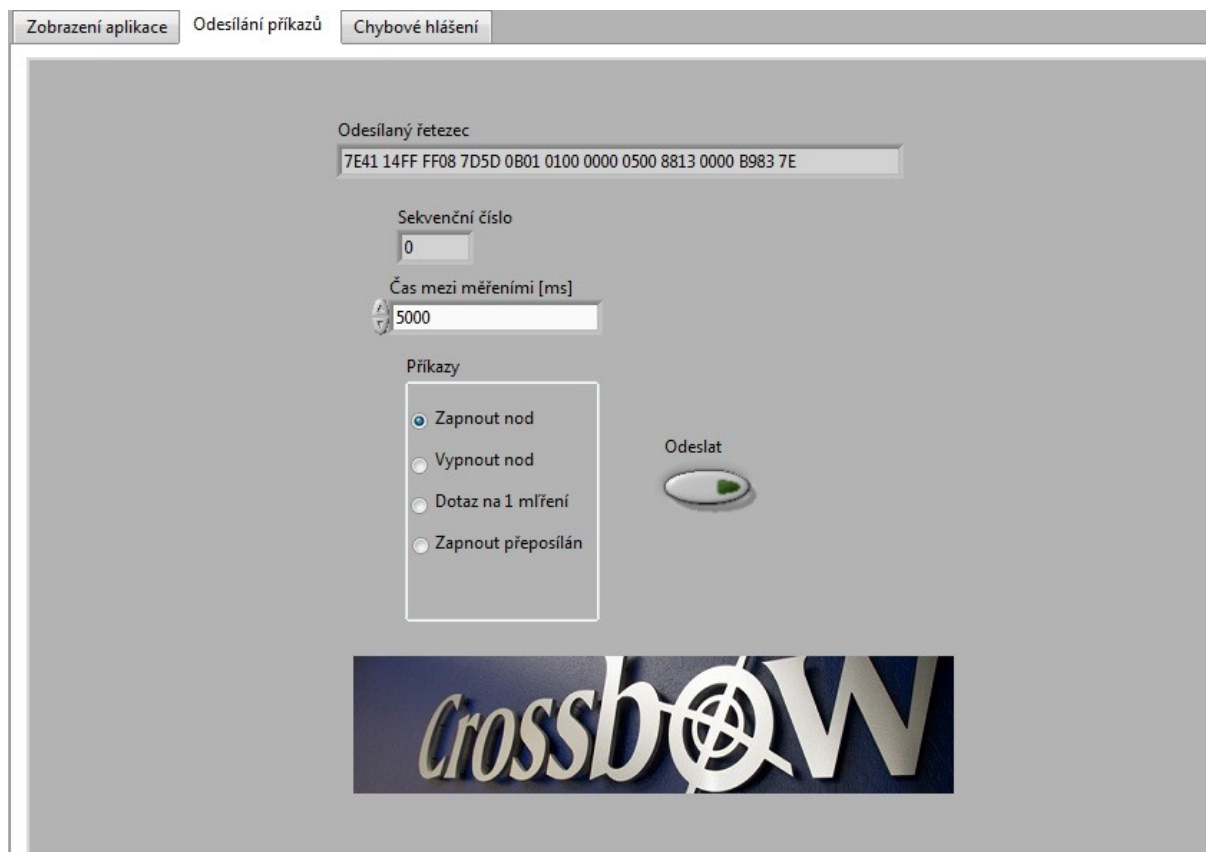 Zobrazení aplikace
Odesílání příkazů
Chybové hlášení
Odesílaný řetezec
7E41 14FF FF08 7D5D 0B01 0100 0000 0500 8813 0000 B983 7E
Sekvenční číslo
0
Čas mezi měřeními [ms]
5000
Příkazy
Zapnout nod
Vypnout nod
Dotaz na 1 mlření
Zapnout přeposílán
Odeslat
Crossbow